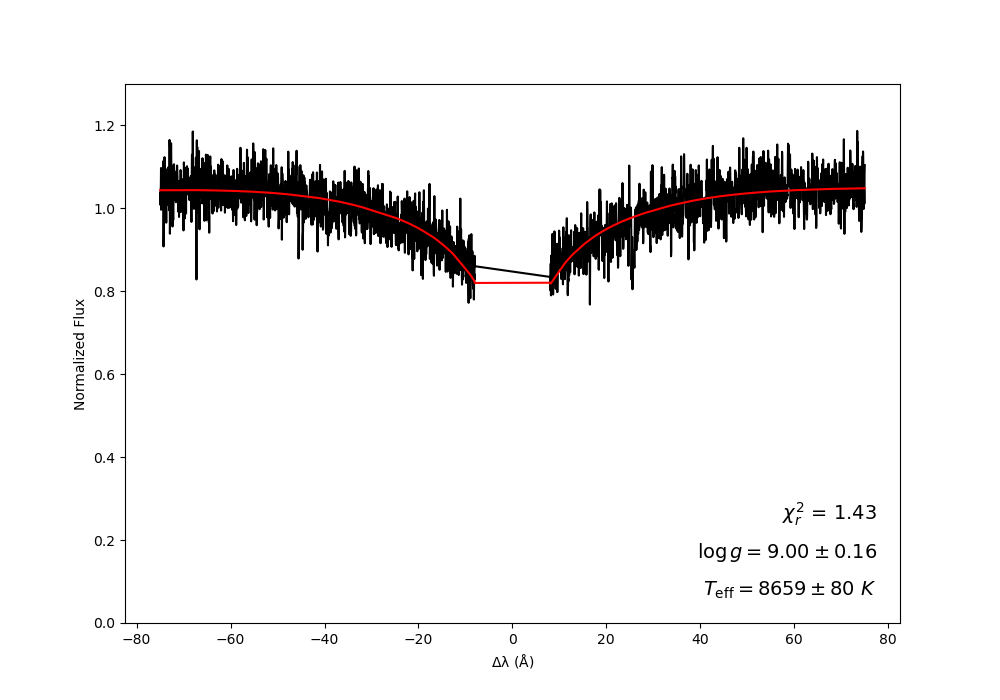 1.2
1.0
0.8
0.6
0.4
0.2
0.0
Normalized Flux
χ²ᵣ = 1.43
log g = 9.00 ± 0.16
T_eff = 8659 ± 80 K
−80 −60 −40 −20 0 20 40 60 80
Δλ (Å)